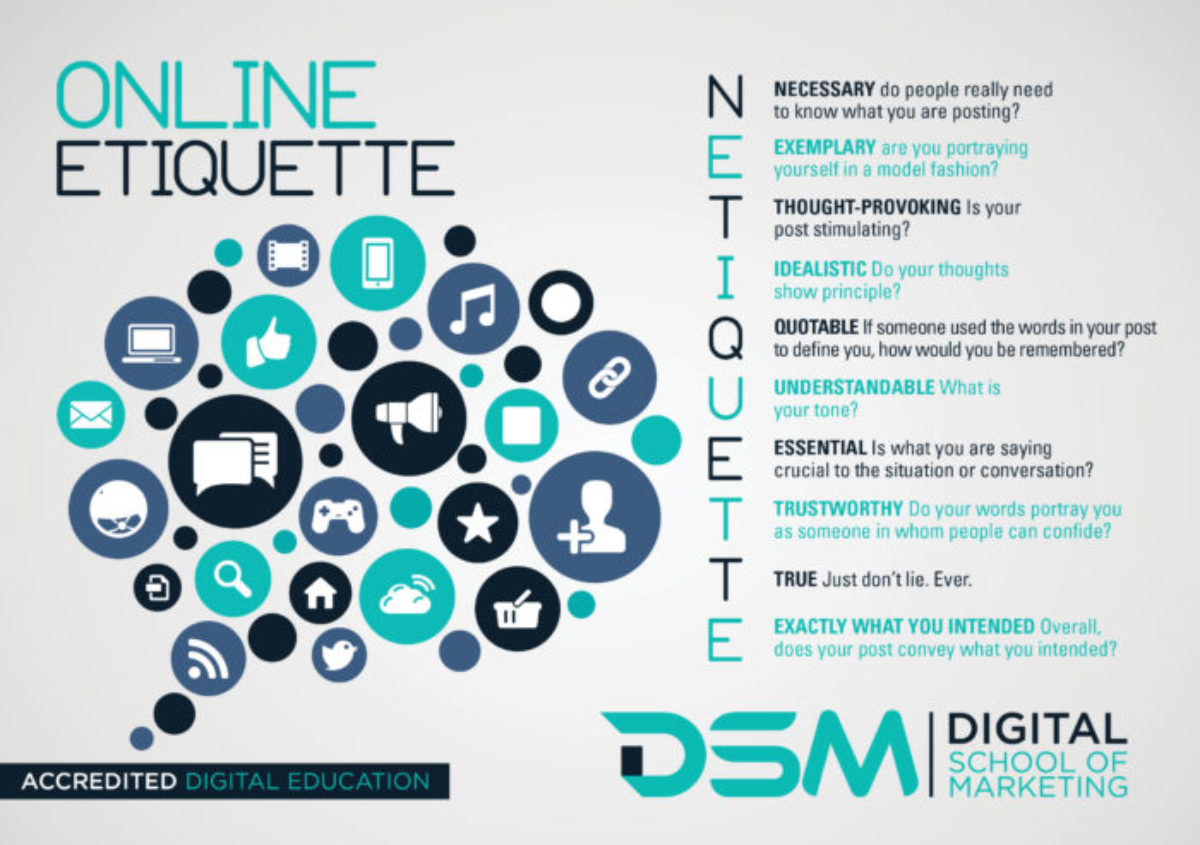 ONLINE
ETIQUETTE
N
NECESSARY do people really need
to know what you are posting?
E
EXEMPLARY are you portraying
yourself in a model fashion?
T
THOUGHT-PROVOKING Is your
post stimulating?
I
IDEALISTIC Do your thoughts
show principle?
Q
QUOTABLE If someone used the words in your post
to define you, how would you be remembered?
U
UNDERSTANDABLE What is
your tone?
E
ESSENTIAL Is what you are saying
crucial to the situation or conversation?
T
TRUSTWORTHY Do your words portray you
as someone in whom people can confide?
T
TRUE Just don't lie. Ever.
E
EXACTLY WHAT YOU INTENDED Overall,
does your post convey what you intended?
ACCREDITED DIGITAL EDUCATION
DSM
DIGITAL
SCHOOL OF
MARKETING